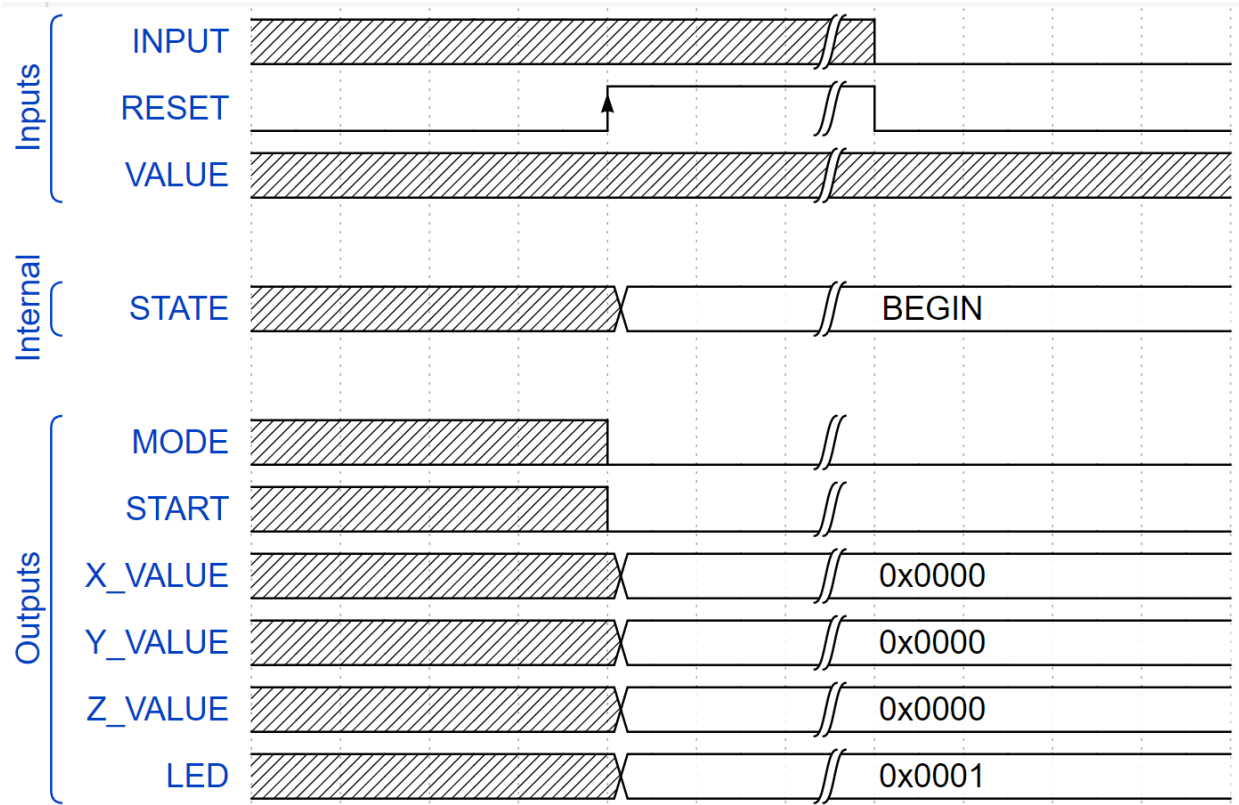 Inputs
INPUT
RESET
VALUE
Internal
STATE
BEGIN
Outputs
MODE
START
X_VALUE
0x0000
Y_VALUE
0x0000
Z_VALUE
0x0000
LED
0x0001